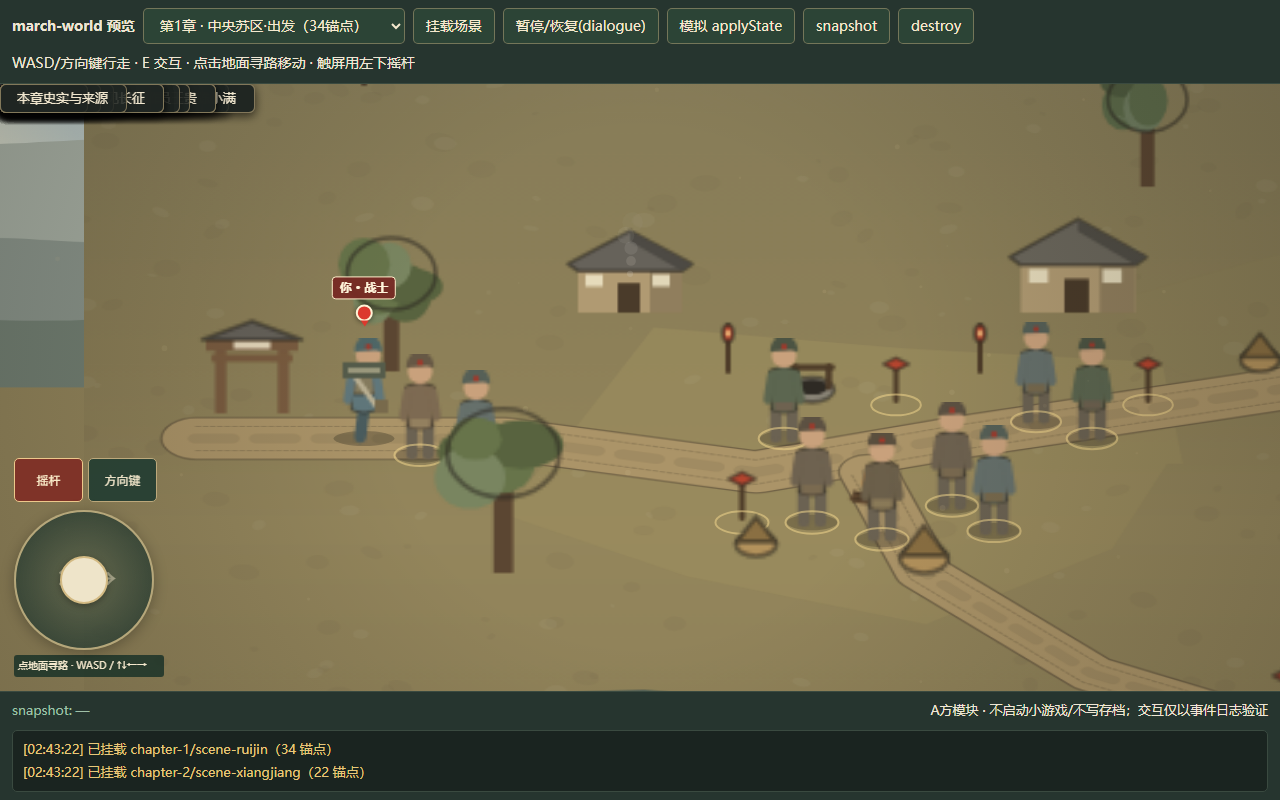 march-world 预览
第1章 · 中央苏区·出发（34锚点）
挂载场景
暂停/恢复(dialogue)
模拟 applyState
snapshot
destroy
WASD/方向键行走 · E 交互 · 点击地面寻路移动 · 触屏用左下摇杆
本章史实与来源
长征
贵
小满
你·战士
摇杆
方向键
点地面寻路 · WASD / ↑↓←→
snapshot: —
A方模块 · 不启动小游戏/不写存档；交互仅以事件日志验证
[02:43:22] 已挂载 chapter-1/scene-ruijin（34 锚点）
[02:43:22] 已挂载 chapter-2/scene-xiangjiang（22 锚点）